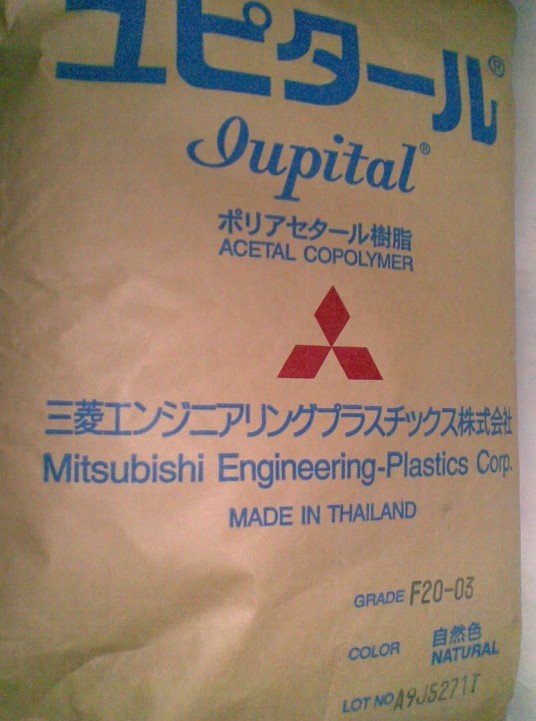 ユピタール®
Iupital®
ポリアセタール樹脂
ACETAL COPOLYMER
三菱エンジニアリングプラスチックス株式会社
Mitsubishi Engineering-Plastics Corp.
MADE IN THAILAND
GRADE F20-03
COLOR 自然色
NATURAL
LOT NO A9J5271T